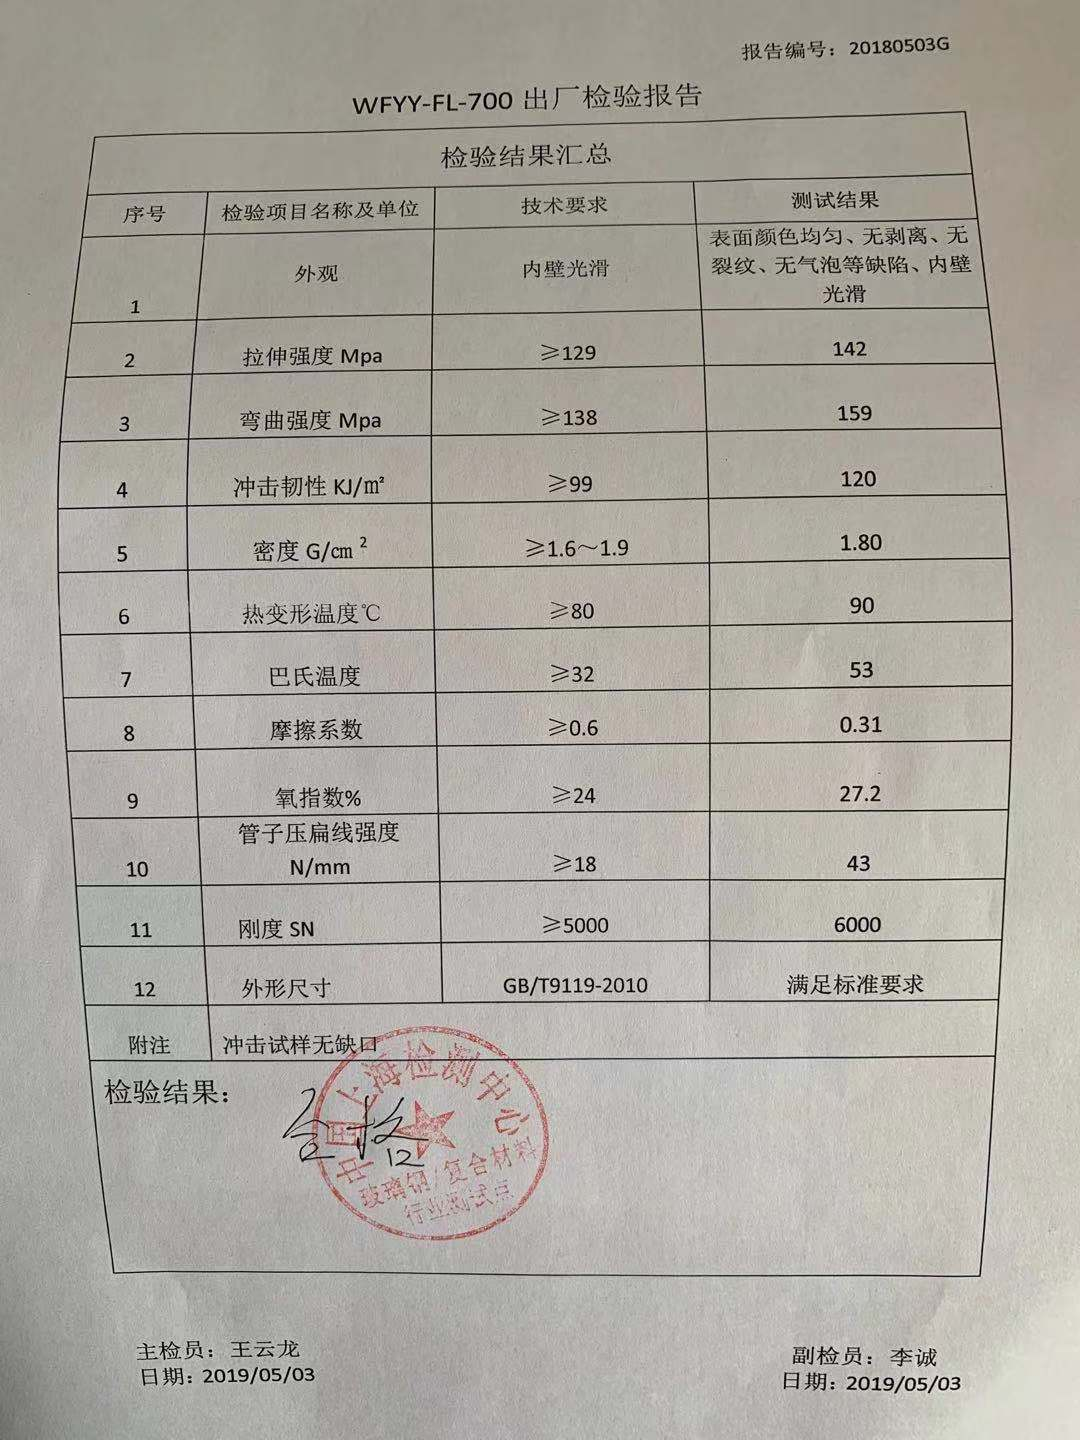 报告编号：20180503G
WFYY-FL-700 出厂检验报告
检验结果汇总
序号 检验项目名称及单位 技术要求 测试结果
1 外观 内壁光滑 表面颜色均匀、无剥离、无
裂纹、无气泡等缺陷、内壁
光滑
2 拉伸强度 Mpa ≥129 142
3 弯曲强度 Mpa ≥138 159
4 冲击韧性 KJ/㎡ ≥99 120
5 密度 G/㎝ ² ≥1.6～1.9 1.80
6 热变形温度℃ ≥80 90
7 巴氏温度 ≥32 53
8 摩擦系数 ≥0.6 0.31
9 氧指数% ≥24 27.2
10 管子压扁线强度
N/mm ≥18 43
11 刚度 SN ≥5000 6000
12 外形尺寸 GB/T9119-2010 满足标准要求
附注 冲击试样无缺口
检验结果：
合格
12
中国上海检测中心
玻璃钢/复合材料
行业测试点
主检员：王云龙
日期：2019/05/03
副检员：李诚
日期：2019/05/03